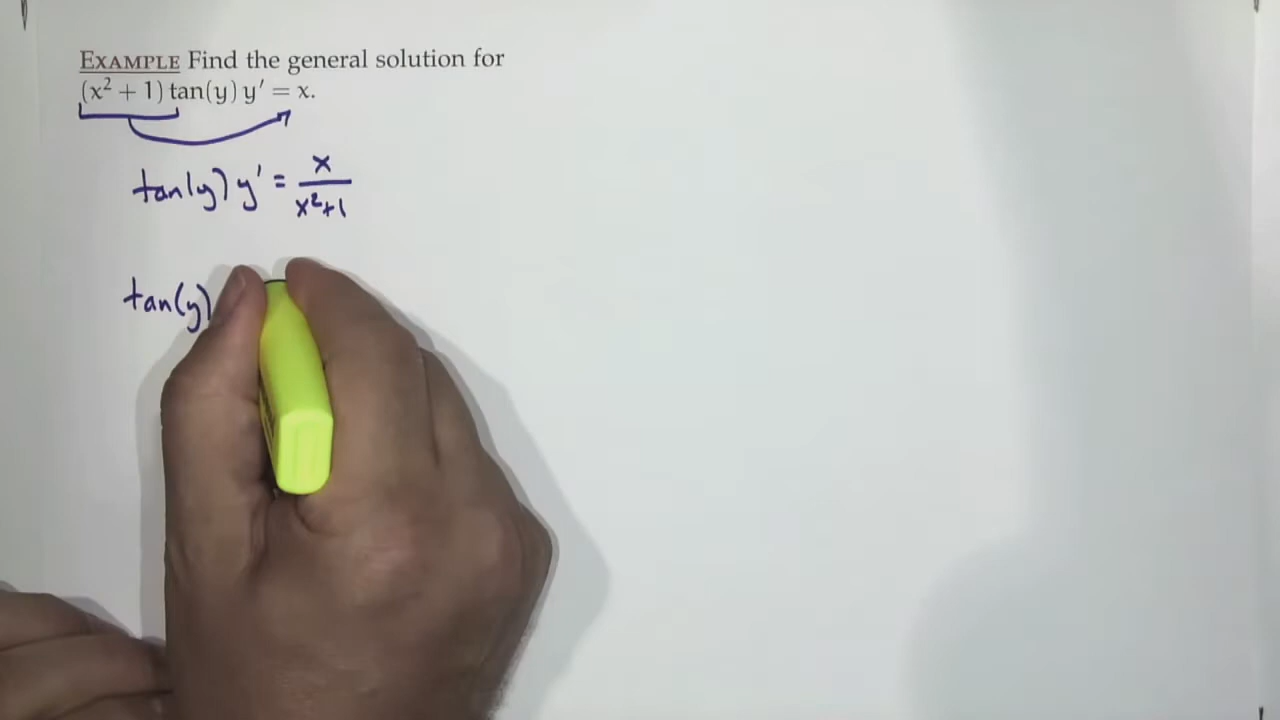 EXAMPLE Find the general solution for
(x² + 1) tan(y) y′ = x.
tan(y) y' = x/(x²+1)
tan(y)